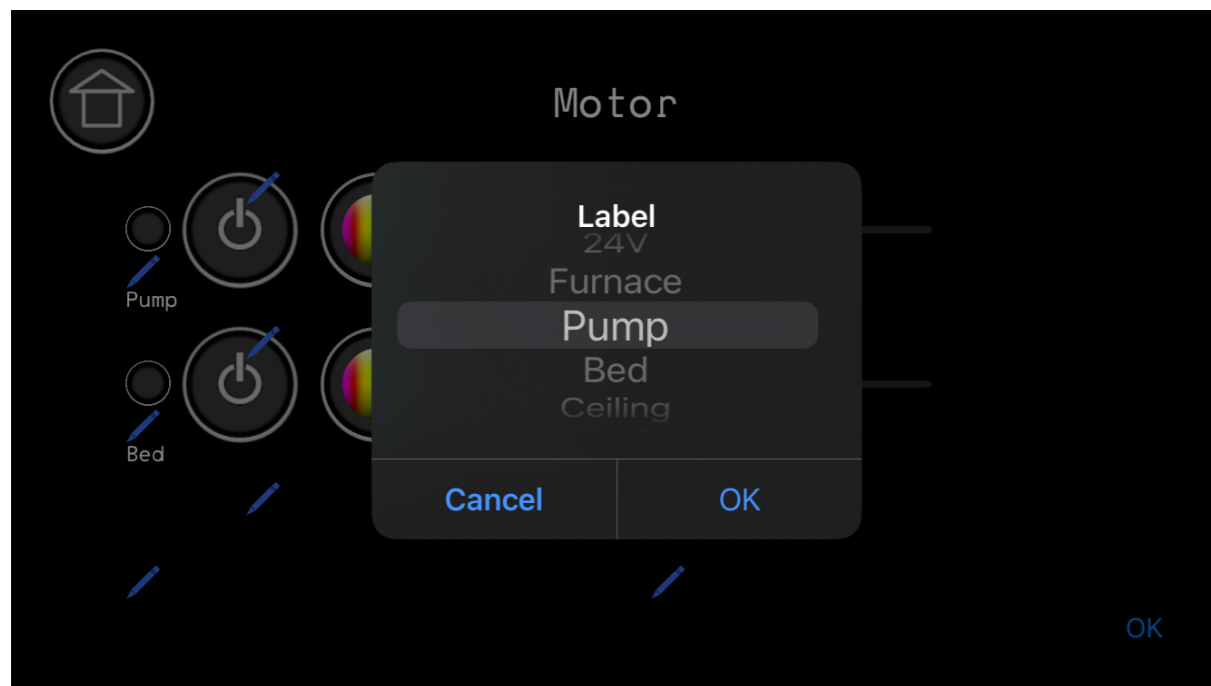 Motor
Label
24V
Furnace
Pump
Bed
Ceiling
Cancel
OK
Pump
Bed
OK